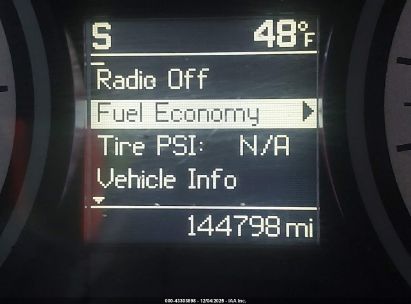 S 48°F
Radio Off
Fuel Economy
Tire PSI: N/A
Vehicle Info
144798 mi